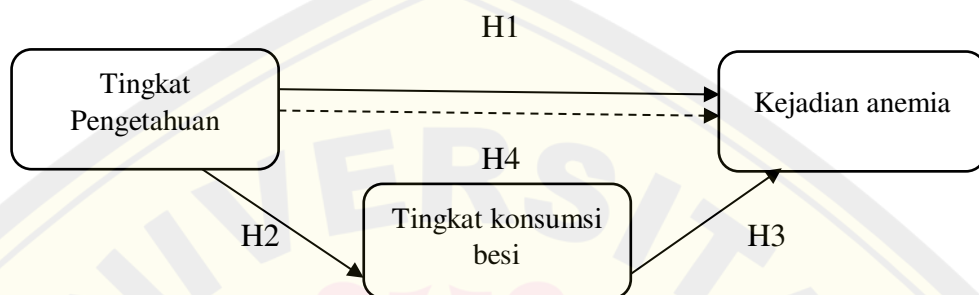 H1
Tingkat
Pengetahuan
Kejadian anemia
H4
Tingkat konsumsi
besi
H2
H3